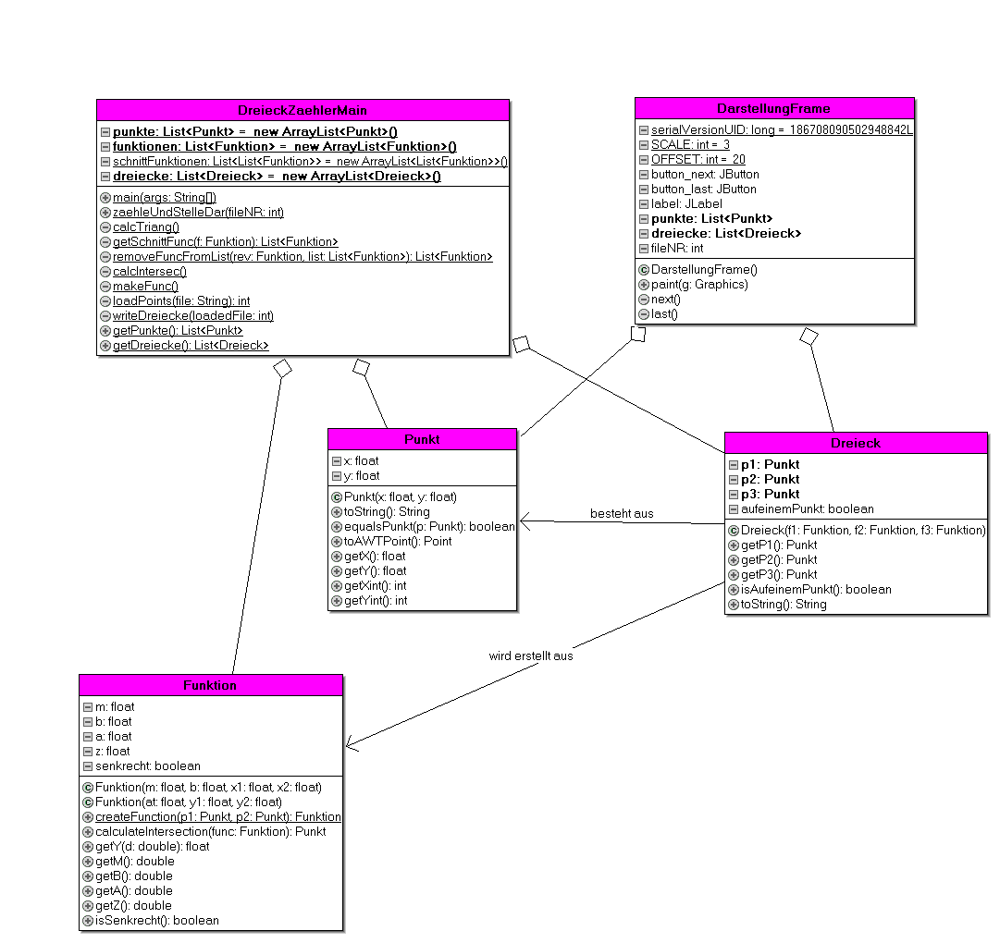 DreieckZaehlerMain
punkte: List<Punkt> = new ArrayList<Punkt>()
funktionen: List<Funktion> = new ArrayList<Funktion>()
schnittFunktionen: List<List<Funktion>> = new ArrayList<List<Funktion>>()
dreiecke: List<Dreieck> = new ArrayList<Dreieck>()
main(args: String[])
zaehleUndStelleDar(fileNR: int)
calcTriang()
getSchnittFunc(f: Funktion): List<Funktion>
removeFuncFromList(rev: Funktion, list: List<Funktion>): List<Funktion>
calcIntersec()
makeFunc()
loadPoints(file: String): int
writeDreiecke(loadedFile: int)
getPunkte(): List<Punkt>
getDreiecke(): List<Dreieck>
DarstellungFrame
serialVersionUID: long = 186708090502948842L
SCALE: int = 3
OFFSET: int = 20
button_next: JButton
button_last: JButton
label: JLabel
punkte: List<Punkt>
dreiecke: List<Dreieck>
fileNR: int
DarstellungFrame()
paint(g: Graphics)
next()
last()
Punkt
x: float
y: float
Punkt(x: float, y: float)
toString(): String
equalsPunkt(p: Punkt): boolean
toAWTPoint(): Point
getX(): float
getY(): float
getXint(): int
getYint(): int
besteht aus
Dreieck
p1: Punkt
p2: Punkt
p3: Punkt
aufeinemPunkt: boolean
Dreieck(f1: Funktion, f2: Funktion, f3: Funktion)
getP1(): Punkt
getP2(): Punkt
getP3(): Punkt
isAufeinemPunkt(): boolean
toString(): String
wird erstellt aus
Funktion
m: float
b: float
a: float
z: float
senkrecht: boolean
Funktion(m: float, b: float, x1: float, x2: float)
Funktion(at: float, y1: float, y2: float)
createFunction(p1: Punkt, p2: Punkt): Funktion
calculateIntersection(func: Funktion): Punkt
getY(d: double): float
getM(): double
getB(): double
getA(): double
getZ(): double
isSenkrecht(): boolean